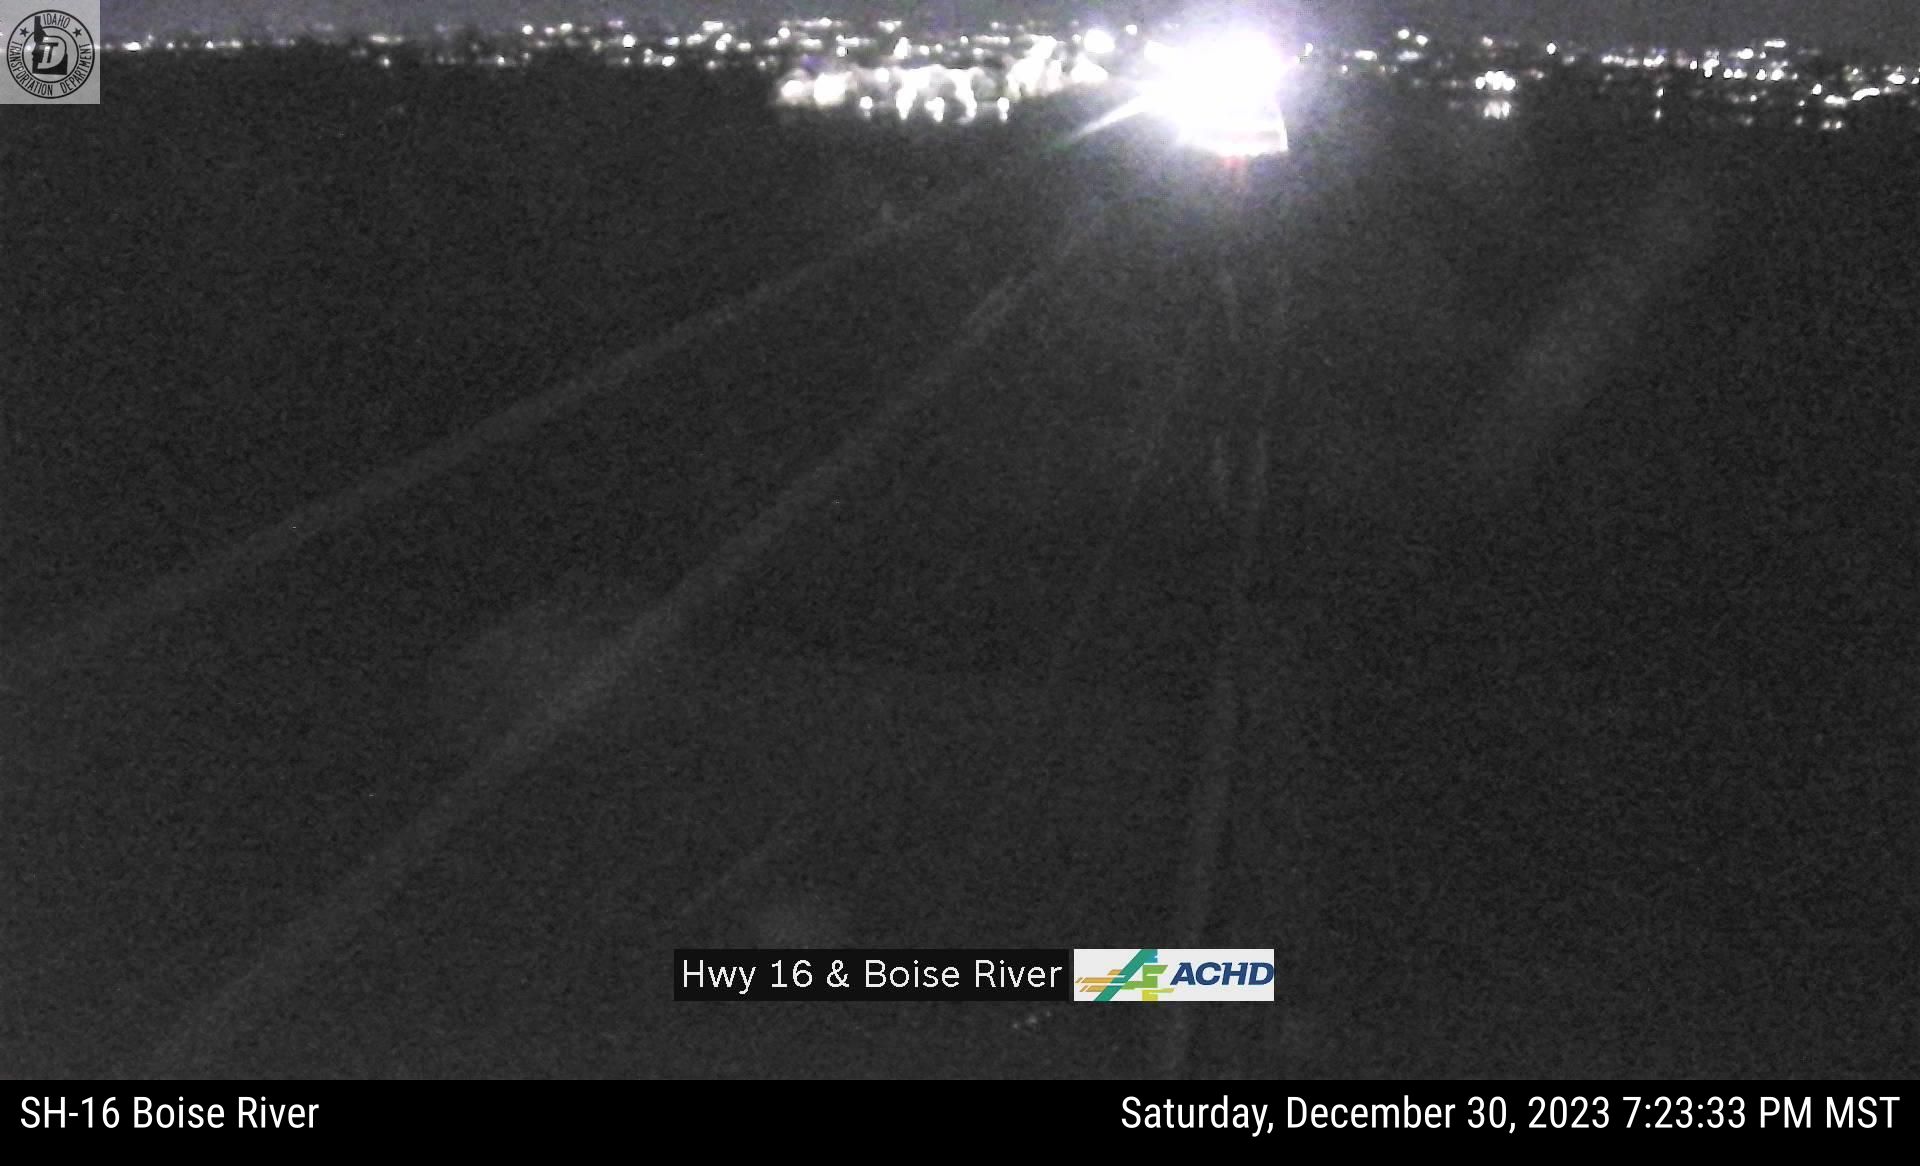 IDAHO
TRANSPORTATION DEPARTMENT
Hwy 16 & Boise River
ACHD
SH-16 Boise River
Saturday, December 30, 2023 7:23:33 PM MST